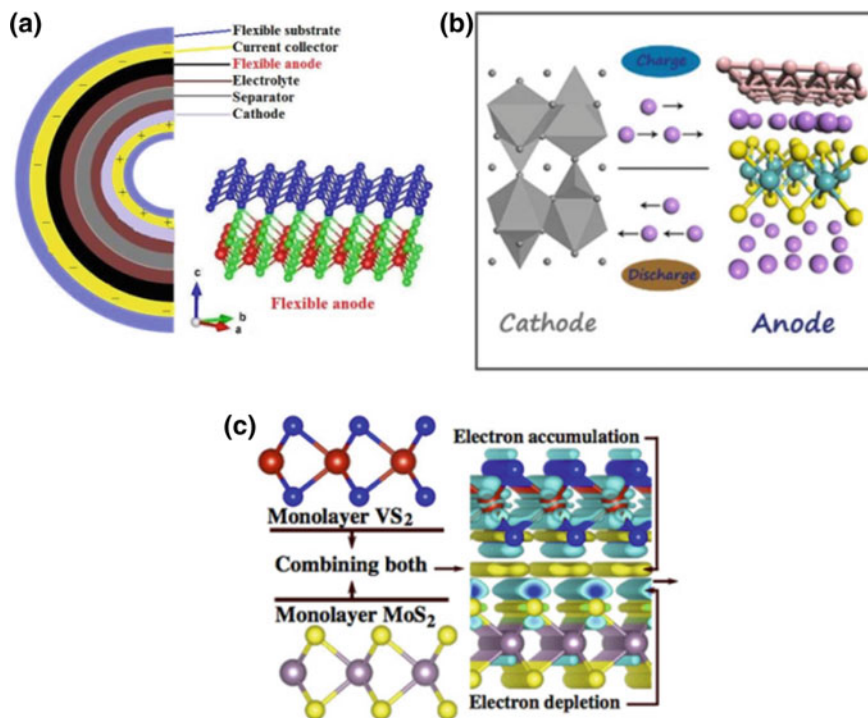 (a)
Flexible substrate
Current collector
Flexible anode
Electrolyte
Separator
Cathode
c
b
a
Flexible anode
(b)
Charge
Discharge
Cathode
Anode
(c)
Electron accumulation
Monolayer VS₂
Combining both
Monolayer MoS₂
Electron depletion